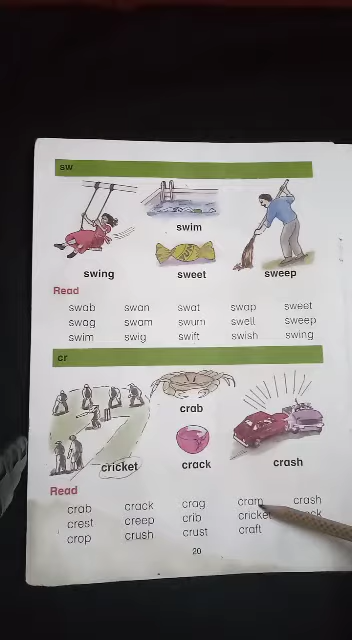 sw
swim
swing sweet sweep
Read
swab swan swat swap sweet
swag swam swum swell sweep
swim swig swift swish swing
cr
crab
cricket crack crash
Read
crab crack crag cramp crash
crest creep crib cricket
crop crush crust craft
20